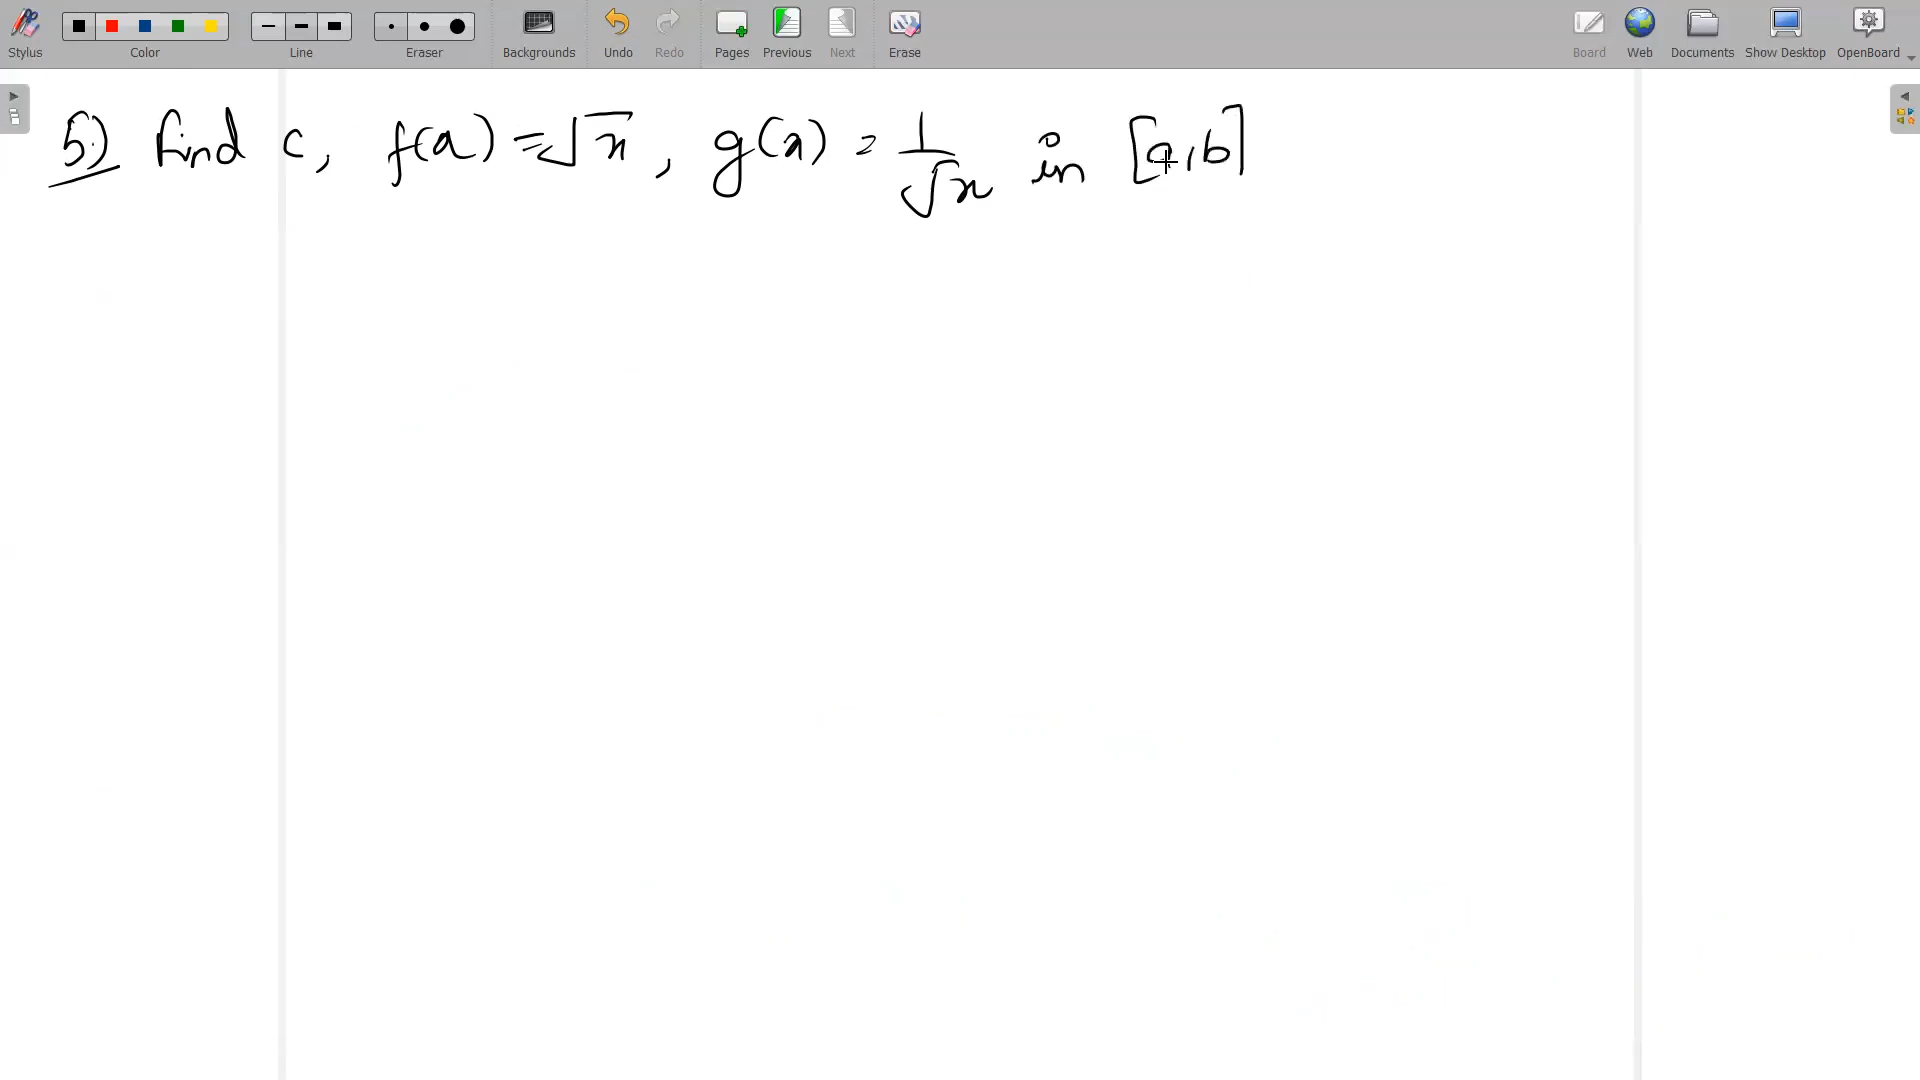 Stylus Color Line Eraser Backgrounds Undo Redo Pages Previous Next Erase Board Web Documents Show Desktop OpenBoard
5.) Find c, f(x) = √x, g(x) = 1/√x in [a,b]